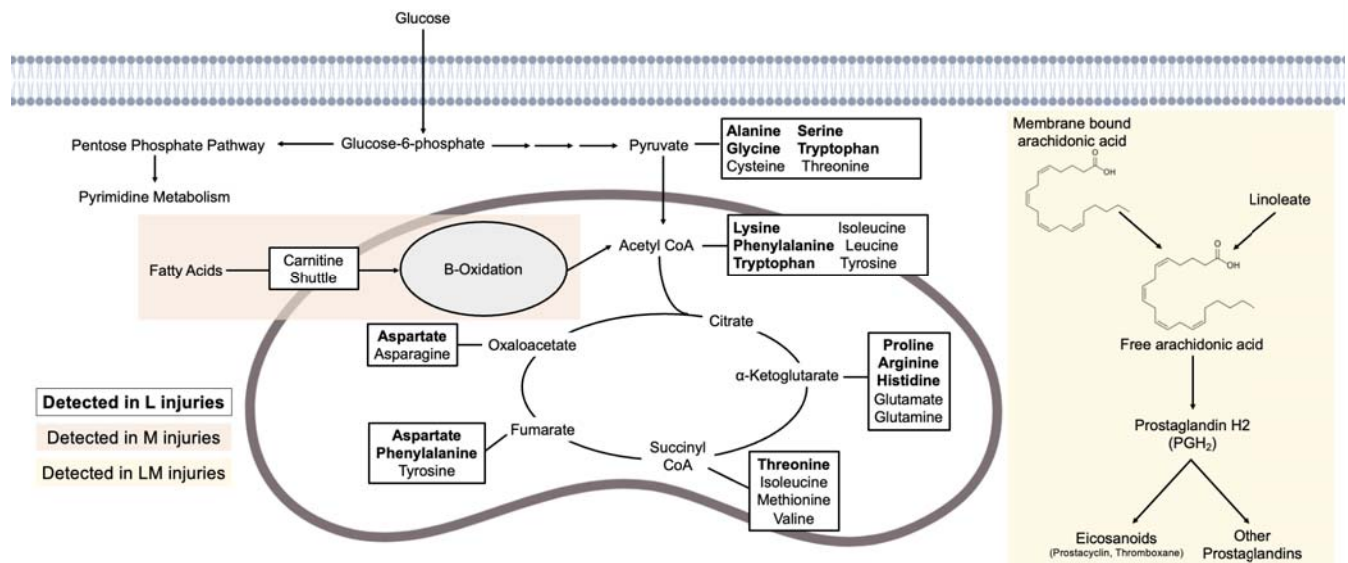 Glucose
Pentose Phosphate Pathway
Glucose-6-phosphate
Pyruvate
Alanine Serine
Glycine Tryptophan
Cysteine Threonine
Pyrimidine Metabolism
Fatty Acids
Carnitine
Shuttle
B-Oxidation
Acetyl CoA
Lysine Isoleucine
Phenylalanine Leucine
Tryptophan Tyrosine
Citrate
Aspartate
Asparagine
Oxaloacetate
α-Ketoglutarate
Proline
Arginine
Histidine
Glutamate
Glutamine
Aspartate
Phenylalanine
Tyrosine
Fumarate
Succinyl
CoA
Threonine
Isoleucine
Methionine
Valine
Detected in L injuries
Detected in M injuries
Detected in LM injuries
Membrane bound
arachidonic acid
O
OH
Linoleate
O
OH
Free arachidonic acid
Prostaglandin H2
(PGH₂)
Eicosanoids
(Prostacyclin, Thromboxane)
Other
Prostaglandins